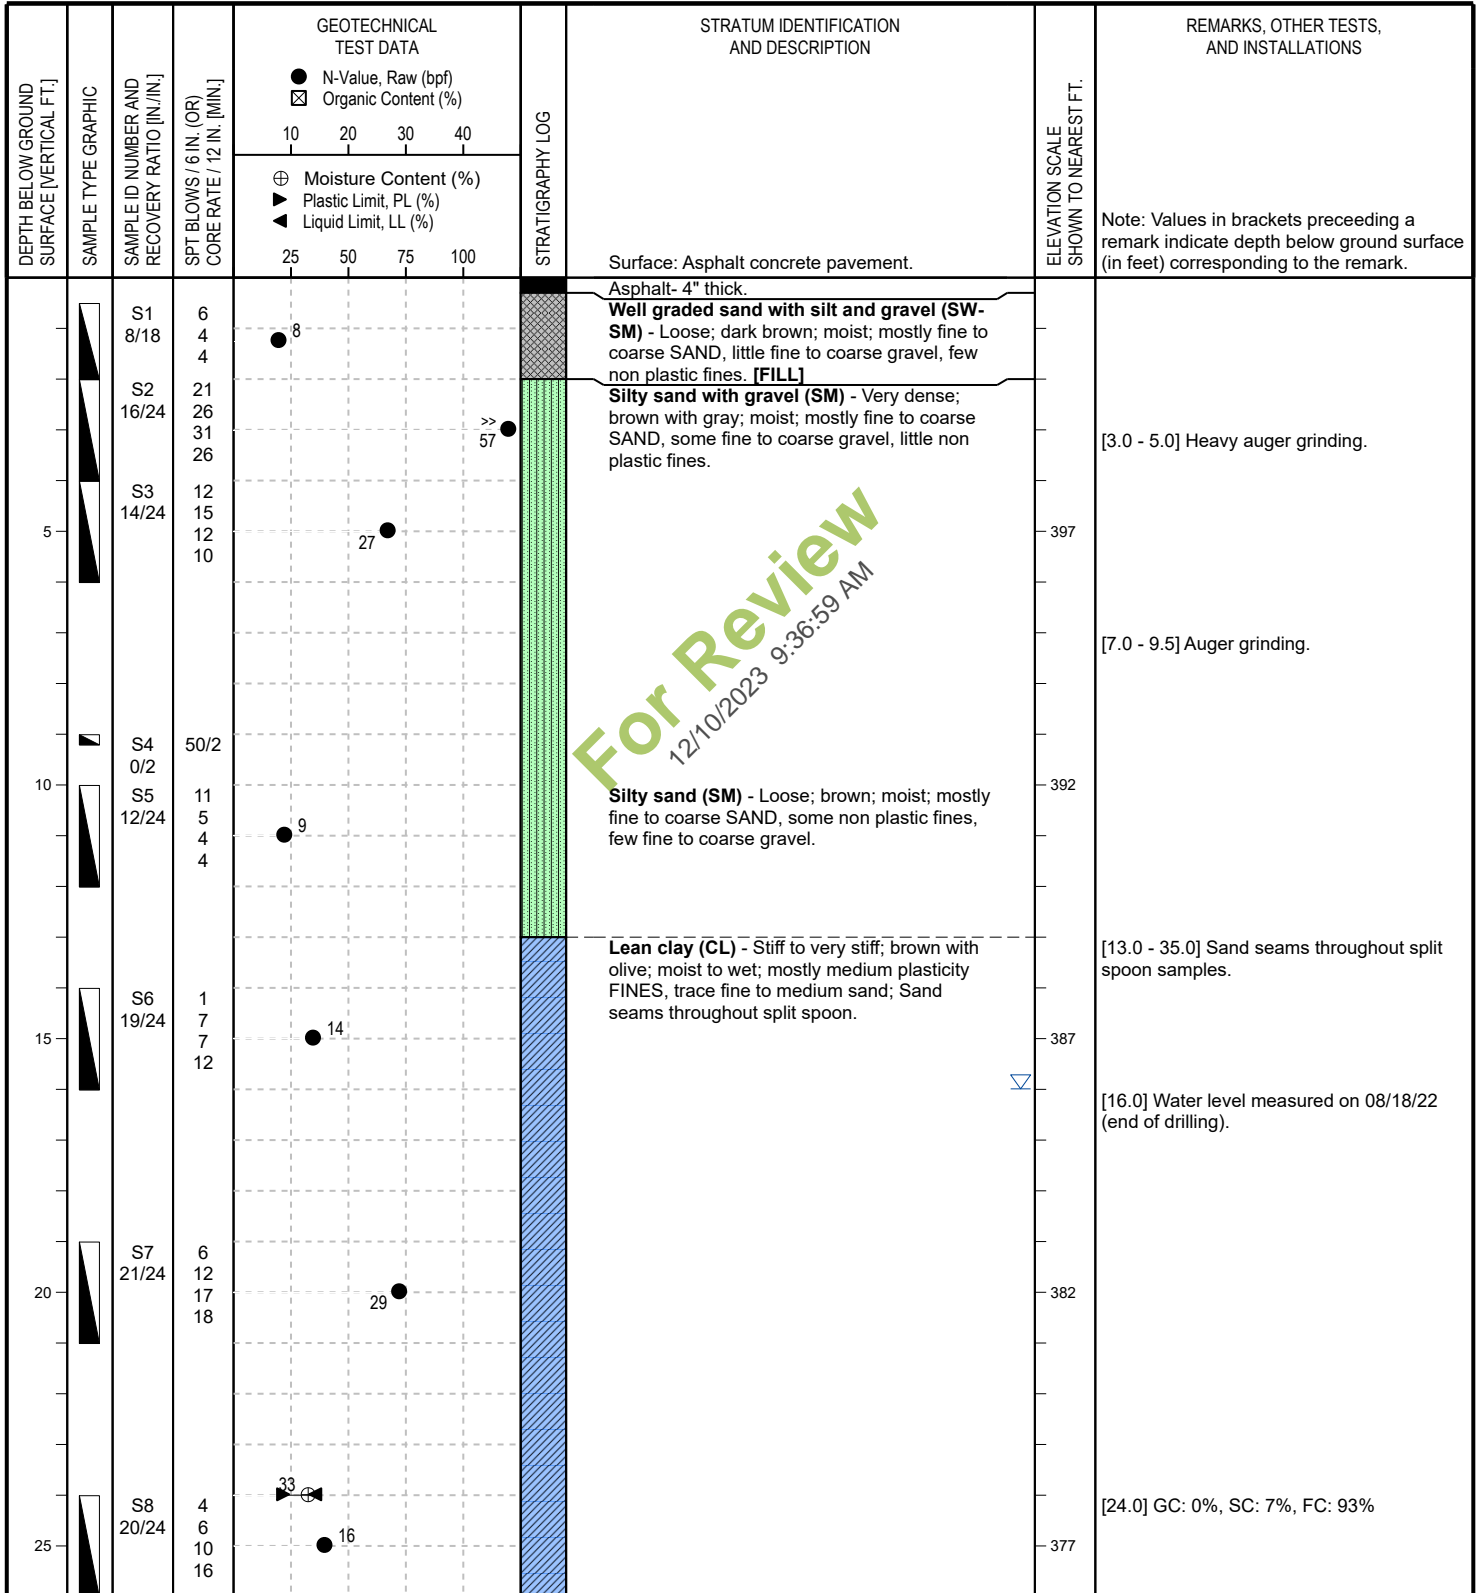 DEPTH BELOW GROUND
SURFACE [VERTICAL FT.]
SAMPLE TYPE GRAPHIC
SAMPLE ID NUMBER AND
RECOVERY RATIO [IN./IN.]
SPT BLOWS / 6 IN. (OR)
CORE RATE / 12 IN. [MIN.]
GEOTECHNICAL
TEST DATA
N-Value, Raw (bpf)
Organic Content (%)
10 20 30 40
Moisture Content (%)
Plastic Limit, PL (%)
Liquid Limit, LL (%)
25 50 75 100
STRATIGRAPHY LOG
STRATUM IDENTIFICATION
AND DESCRIPTION
Surface: Asphalt concrete pavement.
ELEVATION SCALE
SHOWN TO NEAREST FT.
REMARKS, OTHER TESTS,
AND INSTALLATIONS
Note: Values in brackets preceeding a
remark indicate depth below ground surface
(in feet) corresponding to the remark.
Asphalt- 4" thick.
S1
8/18
6
4
4
8
Well graded sand with silt and gravel (SW-
SM) - Loose; dark brown; moist; mostly fine to
coarse SAND, little fine to coarse gravel, few
non plastic fines. [FILL]
S2
16/24
21
26
31
26
>>
57
Silty sand with gravel (SM) - Very dense;
brown with gray; moist; mostly fine to coarse
SAND, some fine to coarse gravel, little non
plastic fines.
[3.0 - 5.0] Heavy auger grinding.
S3
14/24
12
15
12
10
27
5
397
For Review
12/10/2023 9:36:59 AM
[7.0 - 9.5] Auger grinding.
S4
0/2
50/2
10
392
S5
12/24
11
5
4
4
9
Silty sand (SM) - Loose; brown; moist; mostly
fine to coarse SAND, some non plastic fines,
few fine to coarse gravel.
Lean clay (CL) - Stiff to very stiff; brown with
olive; moist to wet; mostly medium plasticity
FINES, trace fine to medium sand; Sand
seams throughout split spoon.
[13.0 - 35.0] Sand seams throughout split
spoon samples.
S6
19/24
1
7
7
12
14
15
387
[16.0] Water level measured on 08/18/22
(end of drilling).
S7
21/24
6
12
17
18
29
20
382
33
S8
20/24
4
6
10
16
16
[24.0] GC: 0%, SC: 7%, FC: 93%
25
377